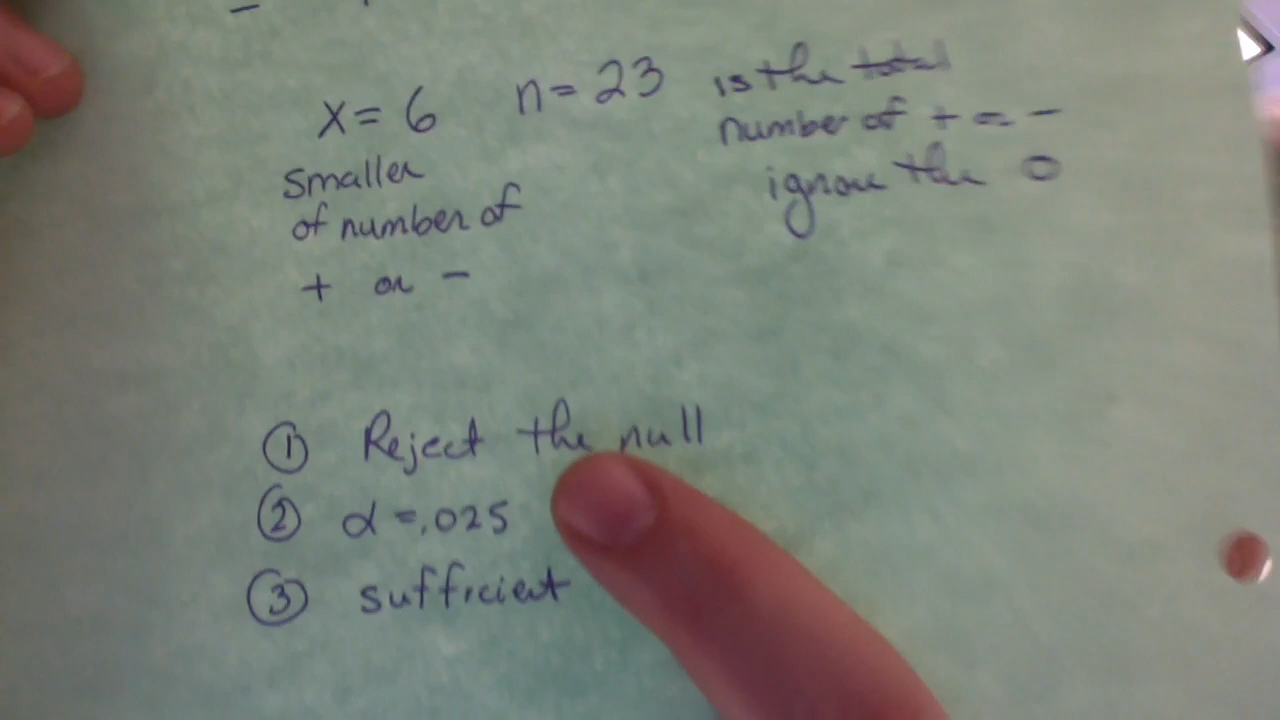 x = 6 n = 23 is the total
number of + = -
ignore the 0
smaller
of number of
+ or -
① Reject the null
② α = .025
③ sufficient